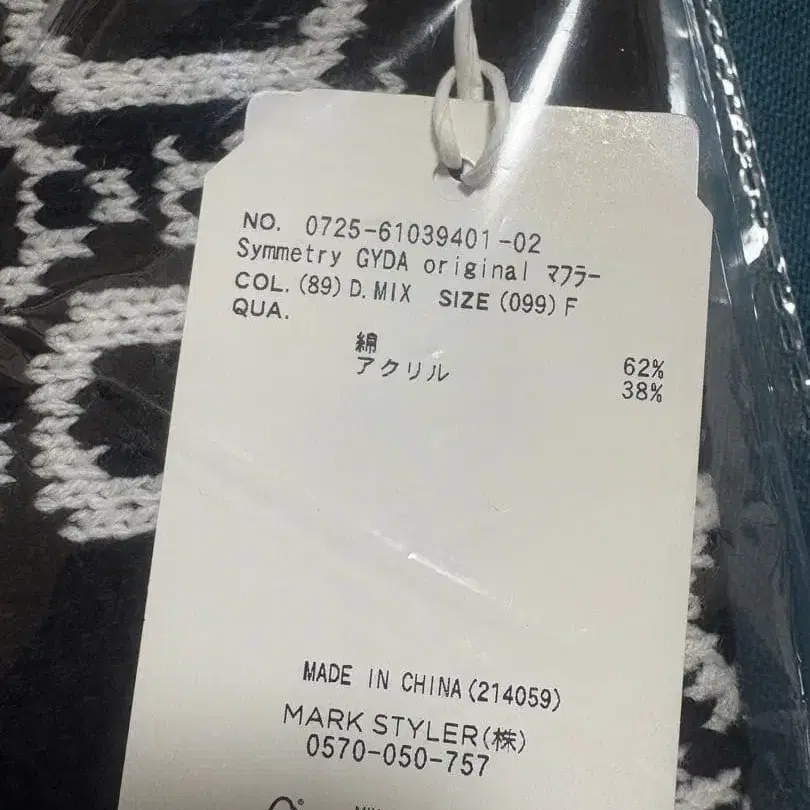 NO. 0725-61039401-02
Symmetry GYDA original マフラー
COL. (89) D. MIX SIZE (099) F
QUA.
綿 62%
アクリル 38%
MADE IN CHINA (214059)
MARK STYLER(株)
0570-050-757